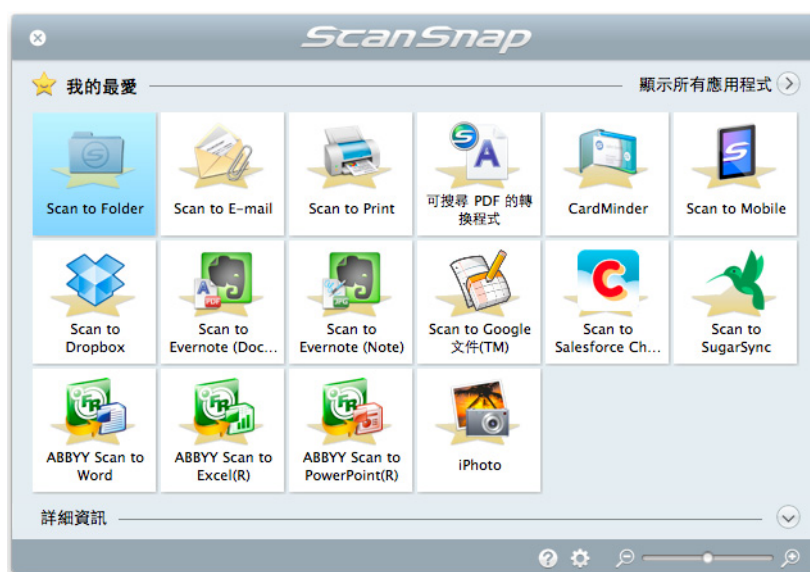 ScanSnap
我的最愛
顯示所有應用程式
Scan to Folder
Scan to E-mail
Scan to Print
可搜尋 PDF 的轉
換程式
CardMinder
Scan to Mobile
Scan to
Dropbox
Scan to
Evernote (Doc...
Scan to
Evernote (Note)
Scan to Google
文件(TM)
Scan to
Salesforce Ch...
Scan to
SugarSync
ABBYY Scan to
Word
ABBYY Scan to
Excel(R)
ABBYY Scan to
PowerPoint(R)
iPhoto
詳細資訊